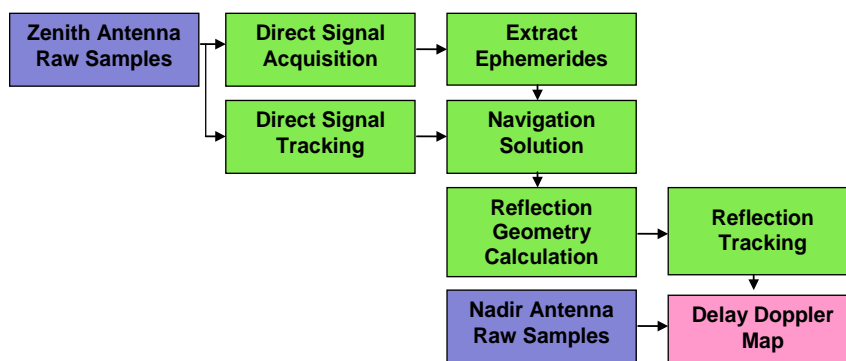 Zenith Antenna
Raw Samples
Direct Signal
Acquisition
Extract
Ephemerides
Direct Signal
Tracking
Navigation
Solution
Reflection
Geometry
Calculation
Reflection
Tracking
Nadir Antenna
Raw Samples
Delay Doppler
Map